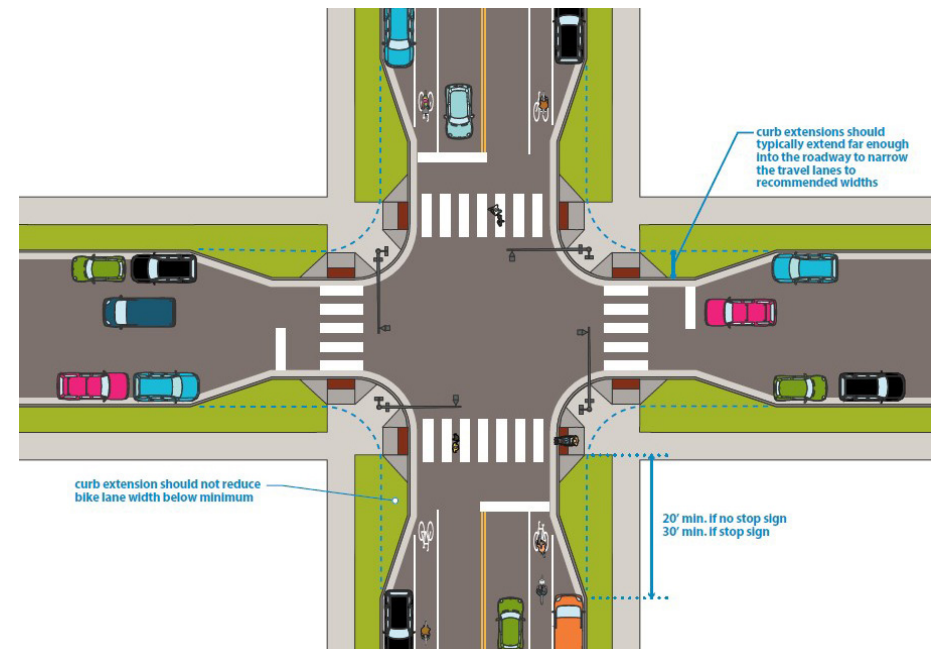 curb extensions should
typically extend far enough
into the roadway to narrow
the travel lanes to
recommended widths
curb extension should not reduce
bike lane width below minimum
20’ min. if no stop sign
30’ min. if stop sign